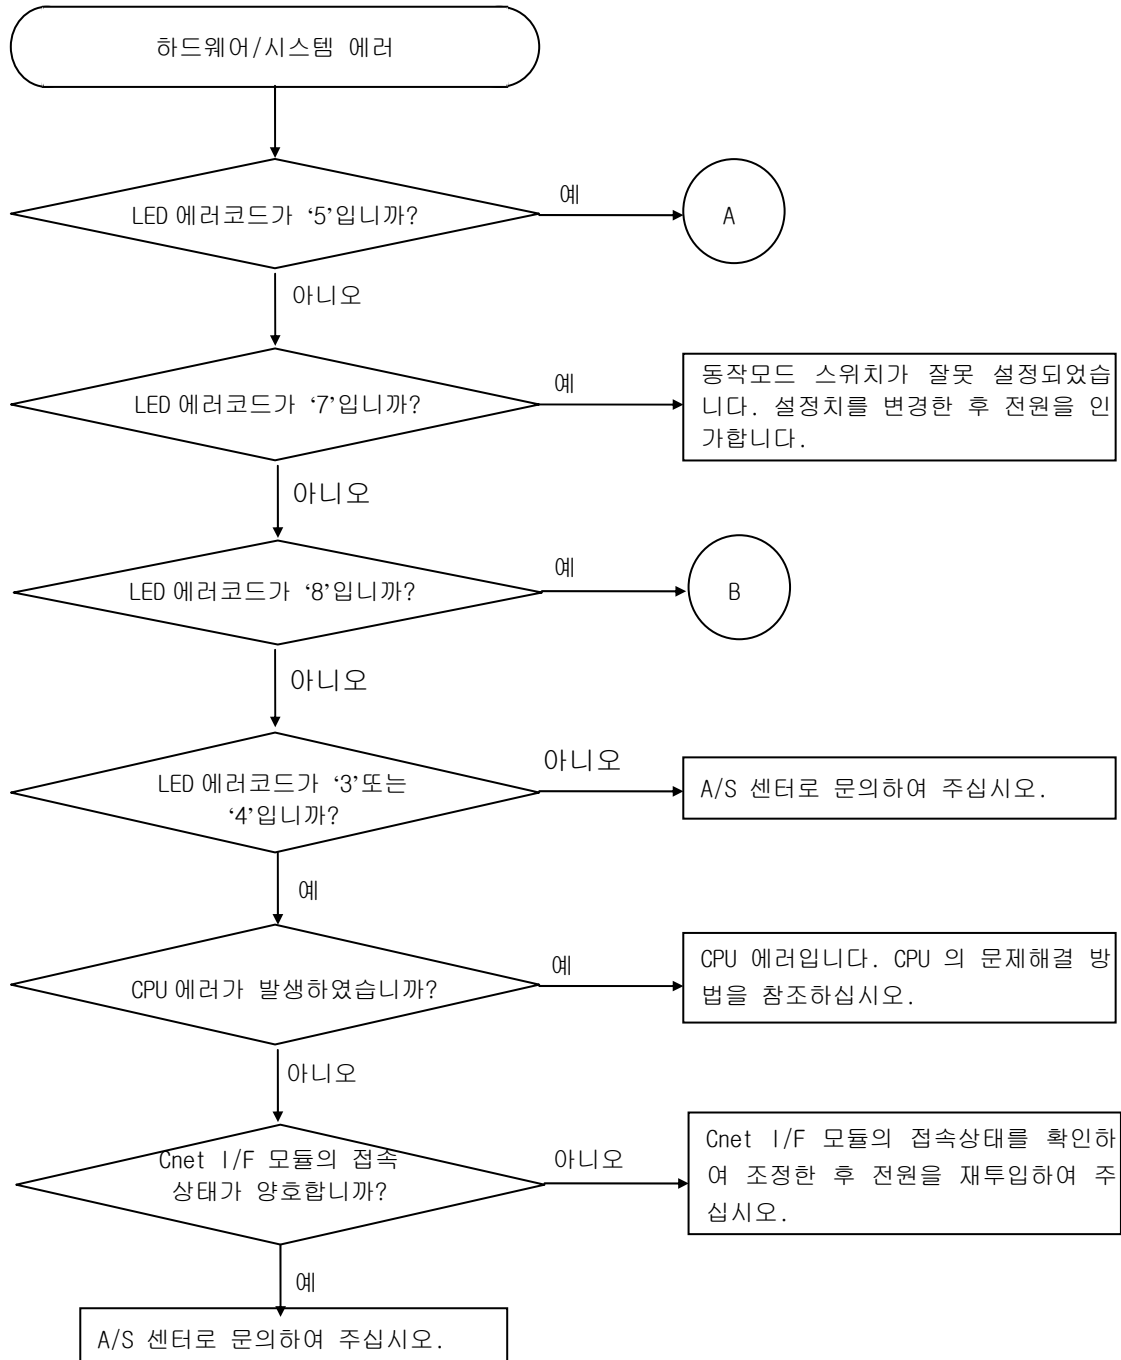 하드웨어/시스템 에러
LED 에러코드가 ‘5’입니까?
예
A
아니오
LED 에러코드가 ‘7’입니까?
예
동작모드 스위치가 잘못 설정되었습
니다. 설정치를 변경한 후 전원을 인
가합니다.
아니오
LED 에러코드가 ‘8’입니까?
예
B
아니오
LED 에러코드가 ‘3’또는
‘4’입니까?
아니오
A/S 센터로 문의하여 주십시오.
예
CPU 에러가 발생하였습니까?
예
CPU 에러입니다. CPU 의 문제해결 방
법을 참조하십시오.
아니오
Cnet I/F 모듈의 접속
상태가 양호합니까?
아니오
Cnet I/F 모듈의 접속상태를 확인하
여 조정한 후 전원을 재투입하여 주
십시오.
예
A/S 센터로 문의하여 주십시오.